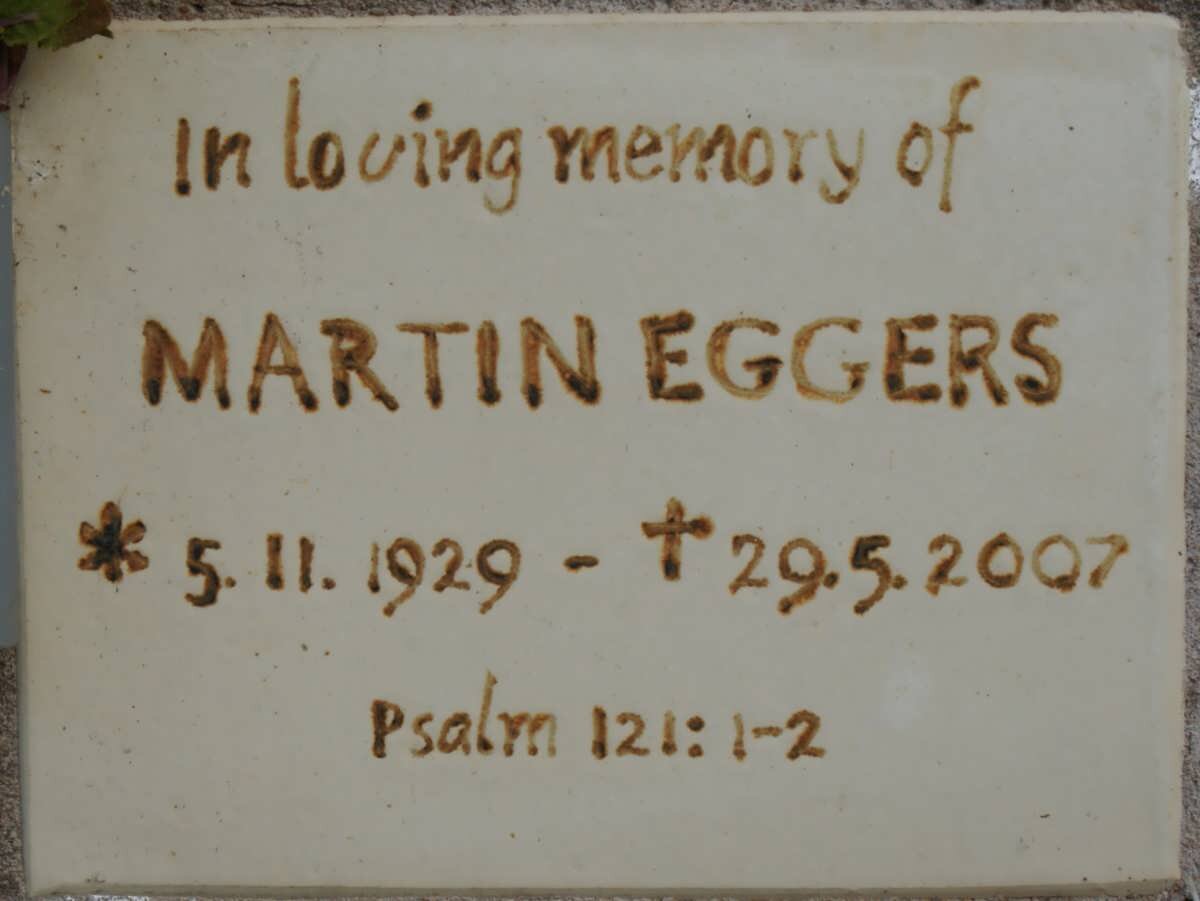 In loving memory of
MARTIN EGGERS
* 5.11.1929 - † 29.5.2007
Psalm 121:1-2